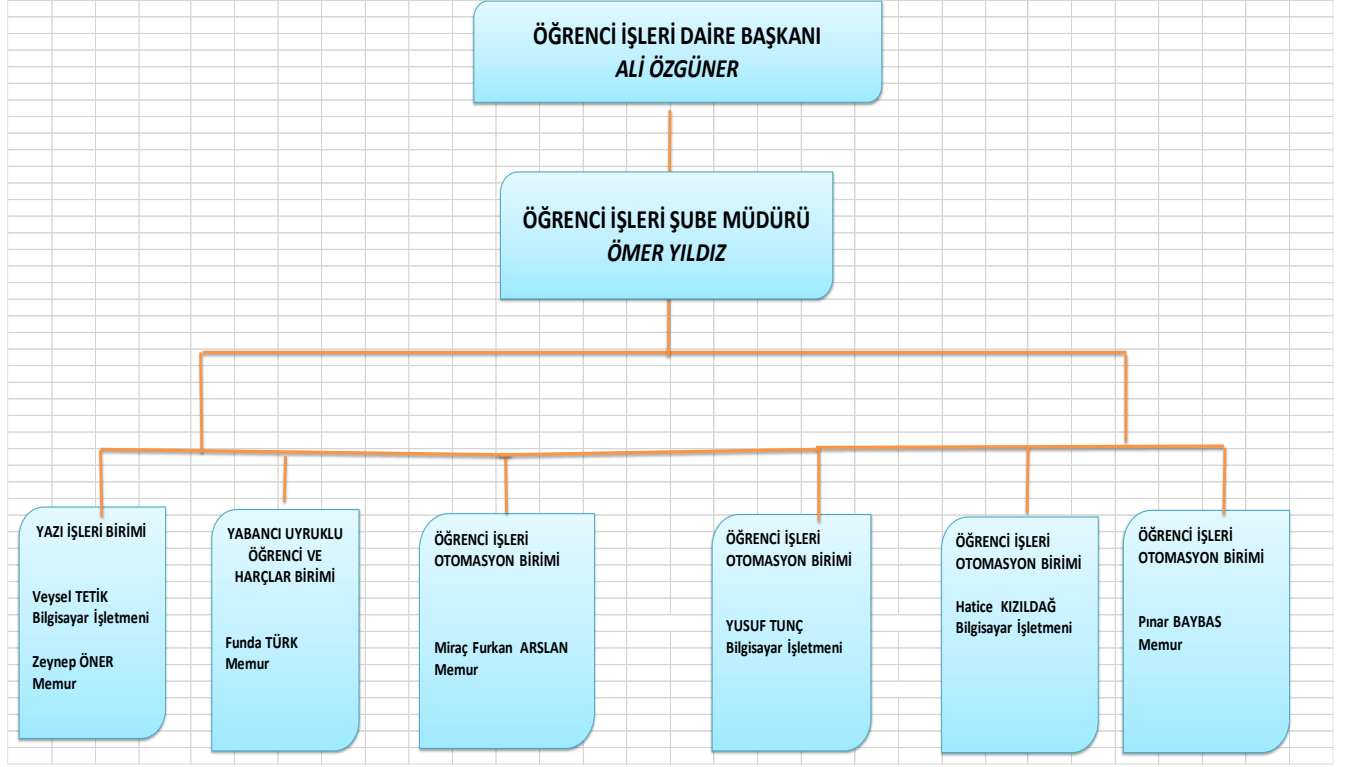 ÖĞRENCİ İŞLERİ DAİRE BAŞKANI
ALİ ÖZGÜNER
ÖĞRENCİ İŞLERİ ŞUBE MÜDÜRÜ
ÖMER YILDIZ
YAZI İŞLERİ BİRİMİ
Veysel TETİK
Bilgisayar İşletmeni
Zeynep ÖNER
Memur
YABANCI UYRUKLU
ÖĞRENCİ VE
HARÇLAR BİRİMİ
Funda TÜRK
Memur
ÖĞRENCİ İŞLERİ
OTOMASYON BİRİMİ
Miraç Furkan ARSLAN
Memur
ÖĞRENCİ İŞLERİ
OTOMASYON BİRİMİ
YUSUF TUNÇ
Bilgisayar İşletmeni
ÖĞRENCİ İŞLERİ
OTOMASYON BİRİMİ
Hatice KIZILDAĞ
Bilgisayar İşletmeni
ÖĞRENCİ İŞLERİ
OTOMASYON BİRİMİ
Pınar BAYBAS
Memur